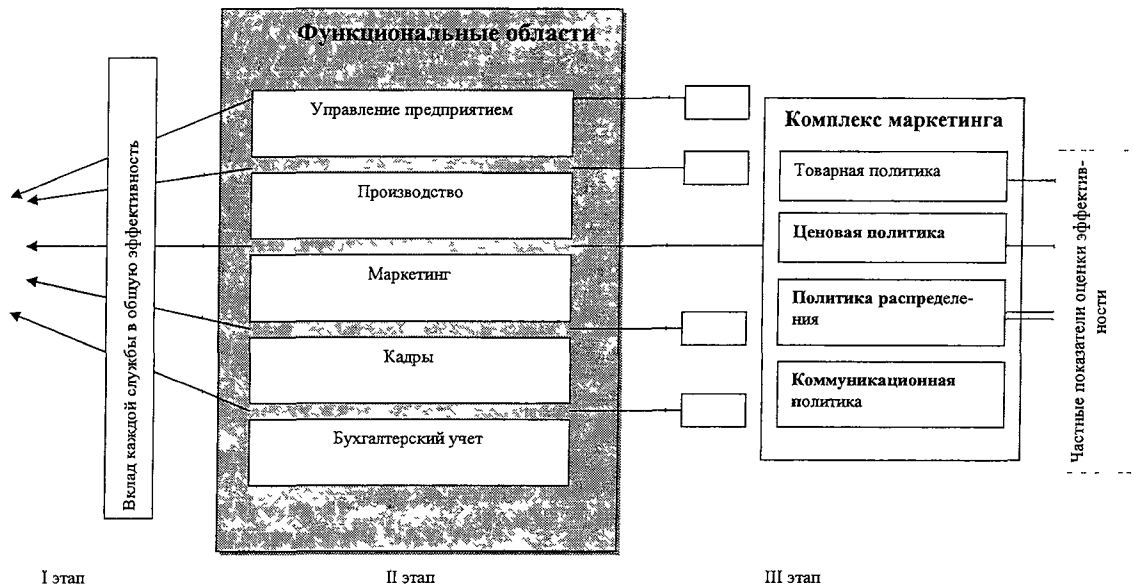 Функциональные области
Вклад каждой службы в общую эффективность
Управление предприятием
Производство
Маркетинг
Кадры
Бухгалтерский учет
Комплекс маркетинга
Товарная политика
Ценовая политика
Политика распределе-
ния
Коммуникационная
политика
Частные показатели оценки эффектив-
ности
I этап
II этап
III этап